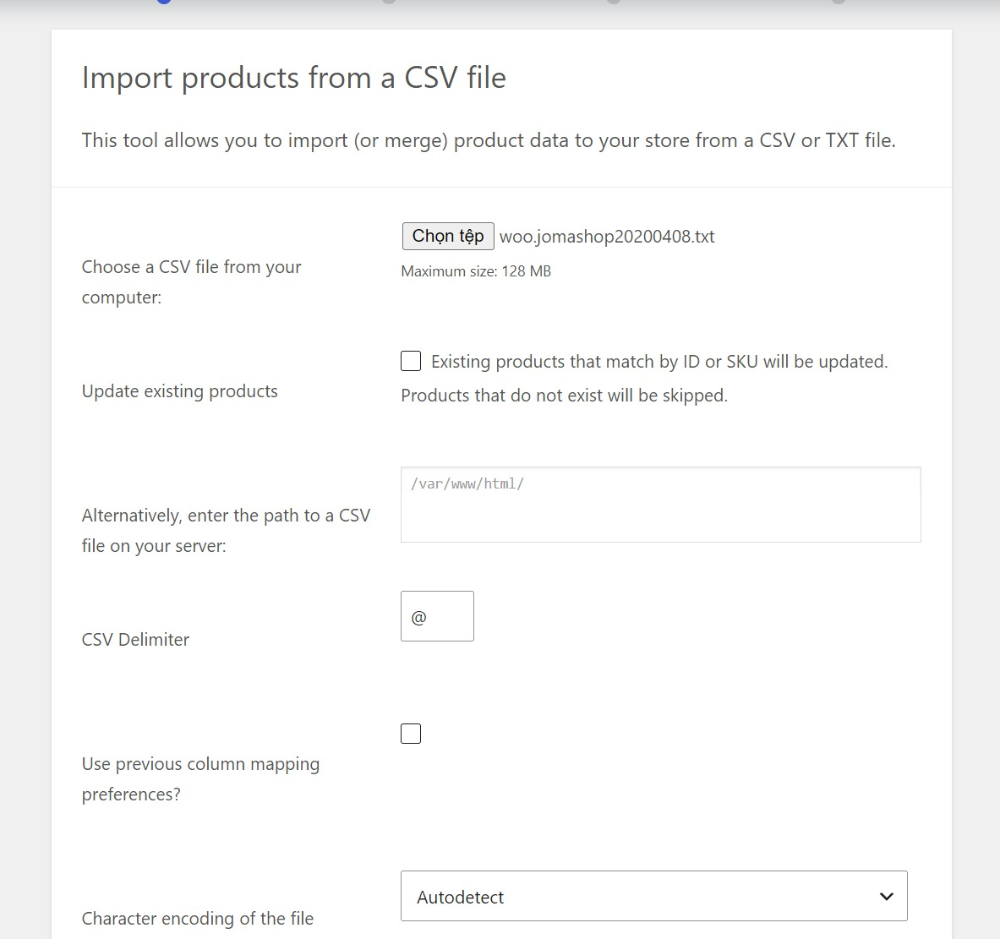 Import products from a CSV file
This tool allows you to import (or merge) product data to your store from a CSV or TXT file.
Choose a CSV file from your
computer:
Chọn tệp woo.jomashop20200408.txt
Maximum size: 128 MB
Update existing products
Existing products that match by ID or SKU will be updated.
Products that do not exist will be skipped.
Alternatively, enter the path to a CSV
file on your server:
/var/www/html/
CSV Delimiter
@
Use previous column mapping
preferences?
Character encoding of the file
Autodetect